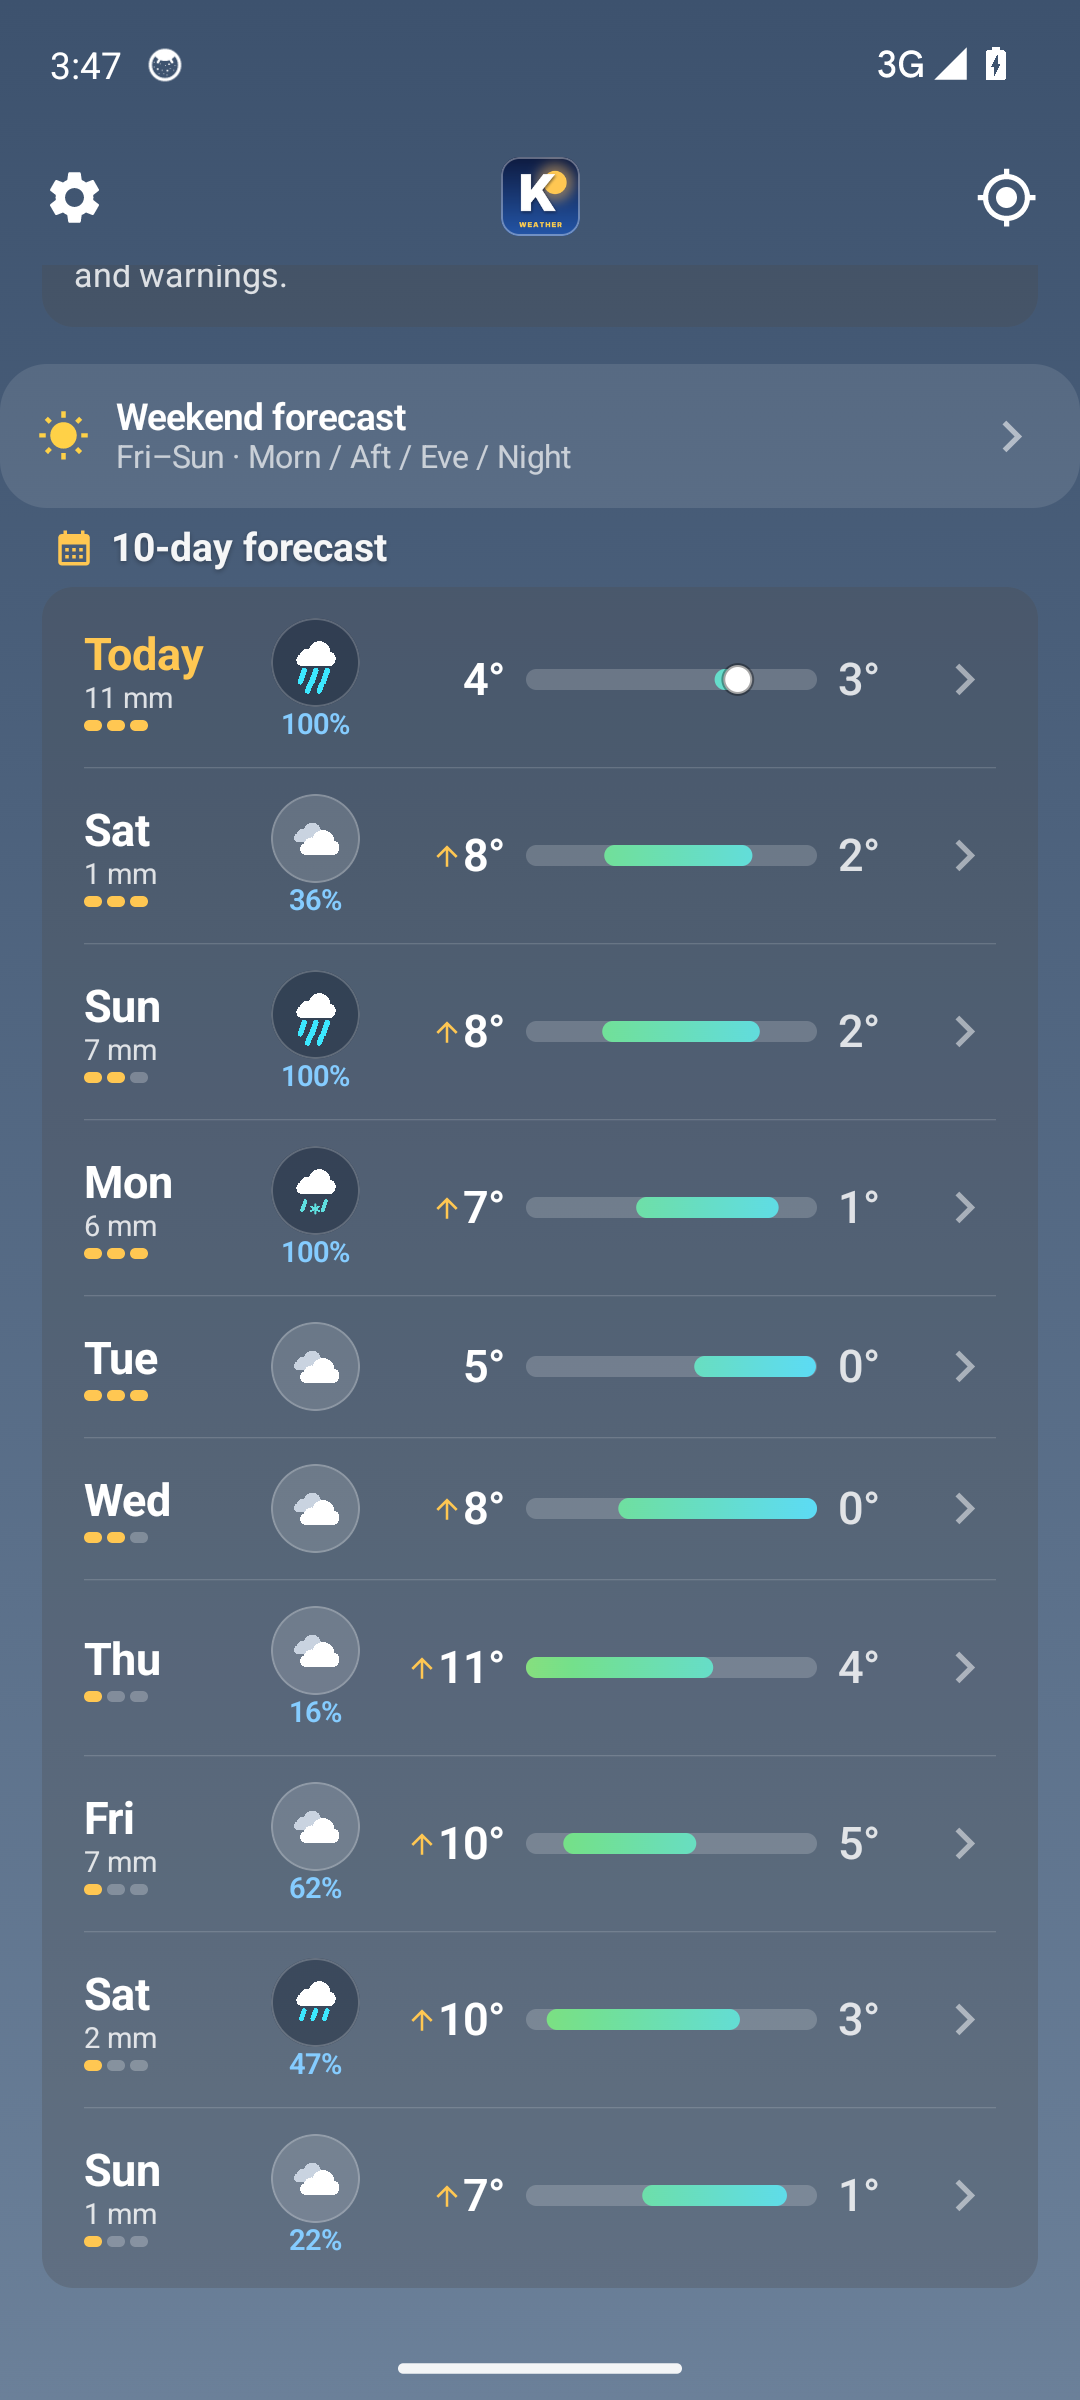 3:47
3G
K
WEATHER
and warnings.
Weekend forecast
Fri–Sun · Morn / Aft / Eve / Night
10-day forecast
Today
11 mm
100%
4°
3°
Sat
1 mm
36%
↑8°
2°
Sun
7 mm
100%
↑8°
2°
Mon
6 mm
100%
↑7°
1°
Tue
5°
0°
Wed
↑8°
0°
Thu
16%
↑11°
4°
Fri
7 mm
62%
↑10°
5°
Sat
2 mm
47%
↑10°
3°
Sun
1 mm
22%
↑7°
1°